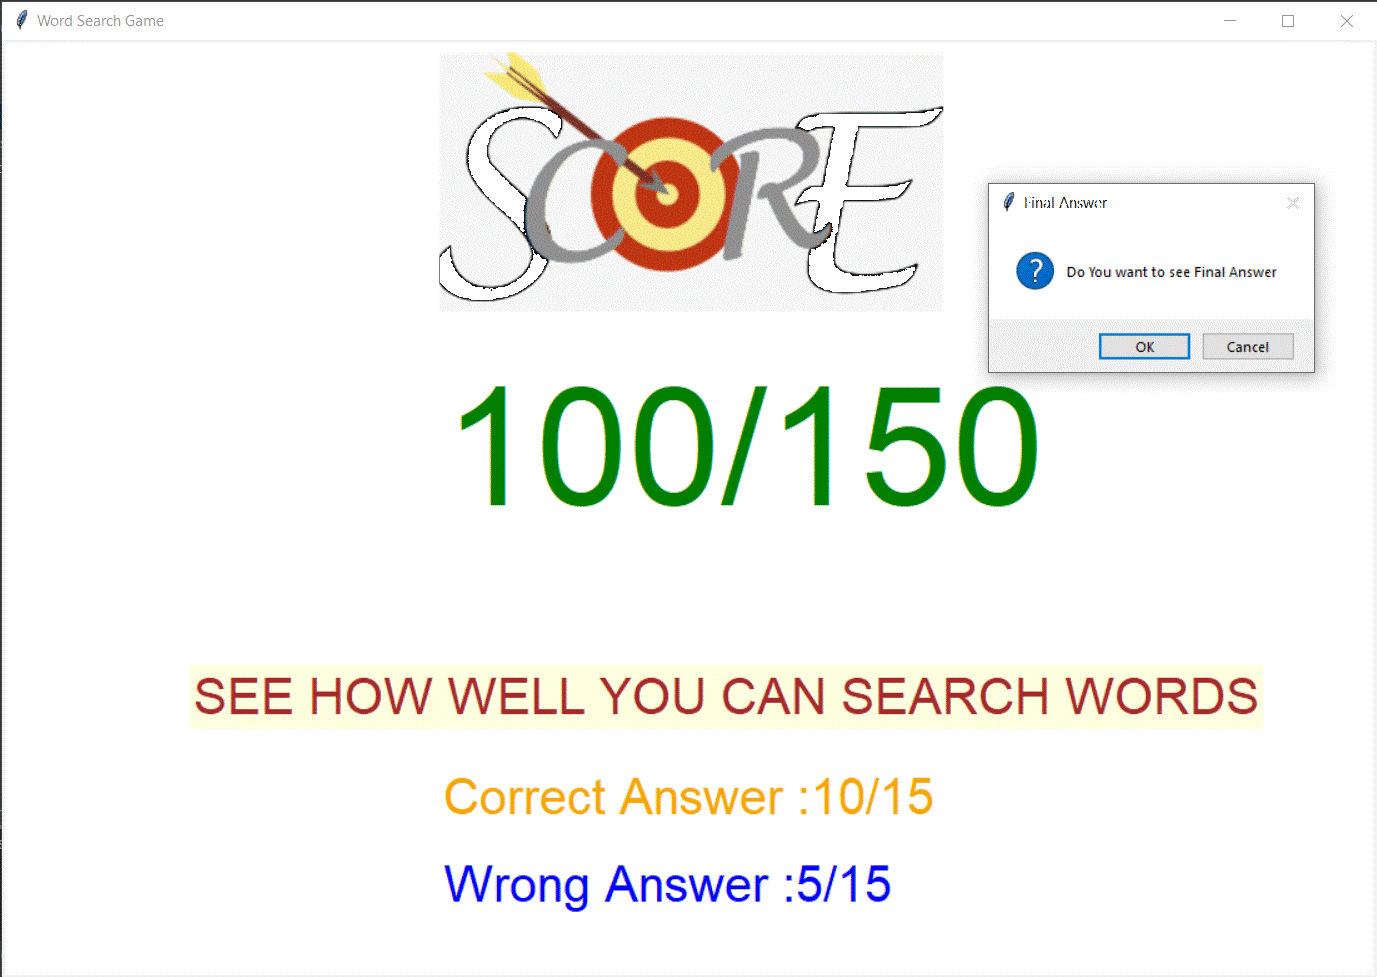 Word Search Game
SCORE
Final Answer
?
Do You want to see Final Answer
OK
Cancel
100/150
SEE HOW WELL YOU CAN SEARCH WORDS
Correct Answer :10/15
Wrong Answer :5/15